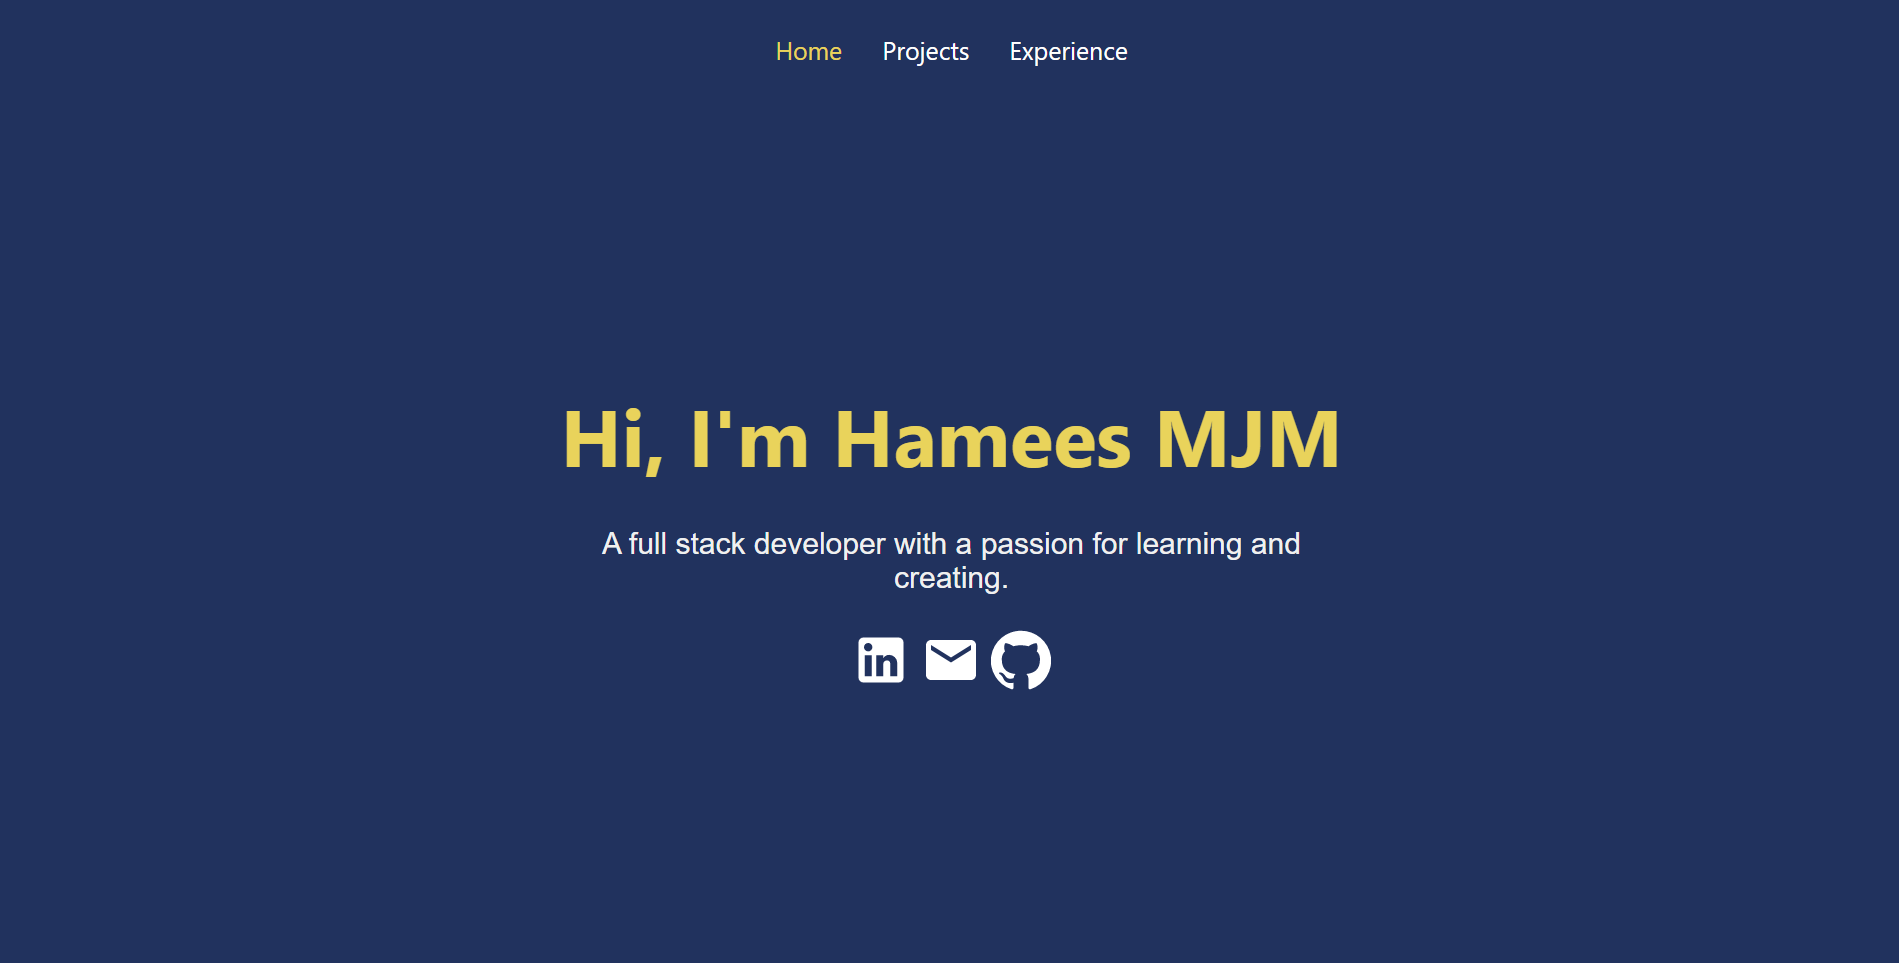 Home Projects Experience
Hi, I'm Hamees MJM
A full stack developer with a passion for learning and
creating.
in